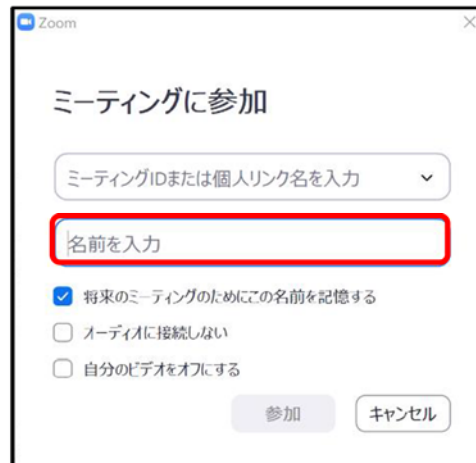 Zoom
ミーティングに参加
ミーティングIDまたは個人リンク名を入力
名前を入力
将来のミーティングのためにこの名前を記憶する
オーディオに接続しない
自分のビデオをオフにする
参加 キャンセル